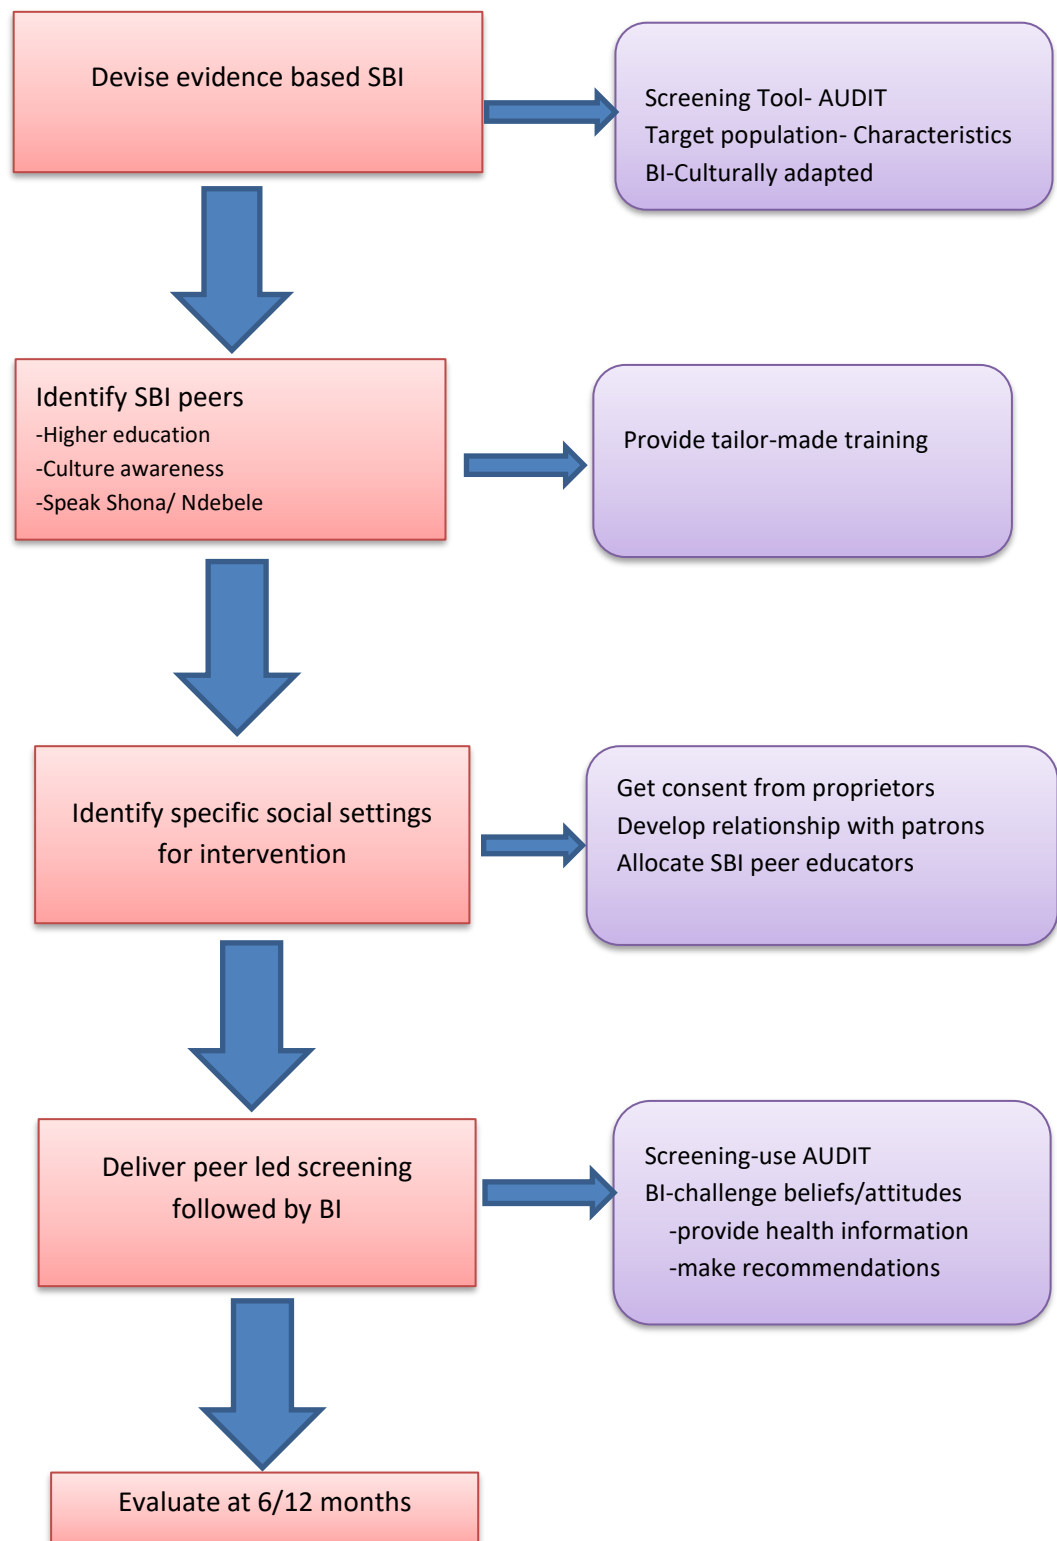 Devise evidence based SBI
Screening Tool- AUDIT
Target population- Characteristics
BI-Culturally adapted
Identify SBI peers
-Higher education
-Culture awareness
-Speak Shona/ Ndebele
Provide tailor-made training
Identify specific social settings
for intervention
Get consent from proprietors
Develop relationship with patrons
Allocate SBI peer educators
Deliver peer led screening
followed by BI
Screening-use AUDIT
BI-challenge beliefs/attitudes
-provide health information
-make recommendations
Evaluate at 6/12 months